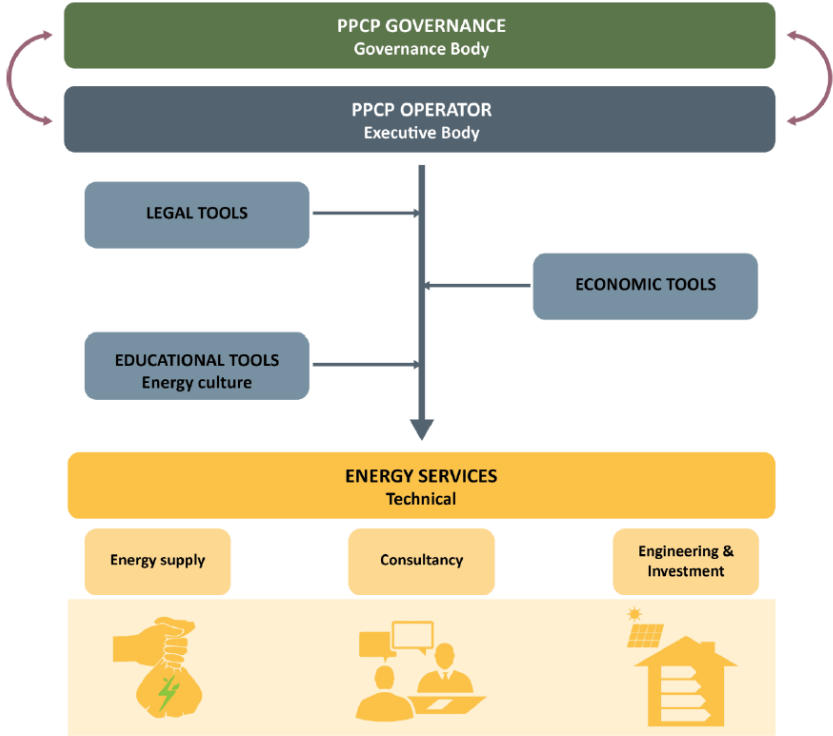 PPCP GOVERNANCE
Governance Body
PPCP OPERATOR
Executive Body
LEGAL TOOLS
ECONOMIC TOOLS
EDUCATIONAL TOOLS
Energy culture
ENERGY SERVICES
Technical
Energy supply
Consultancy
Engineering &
Investment